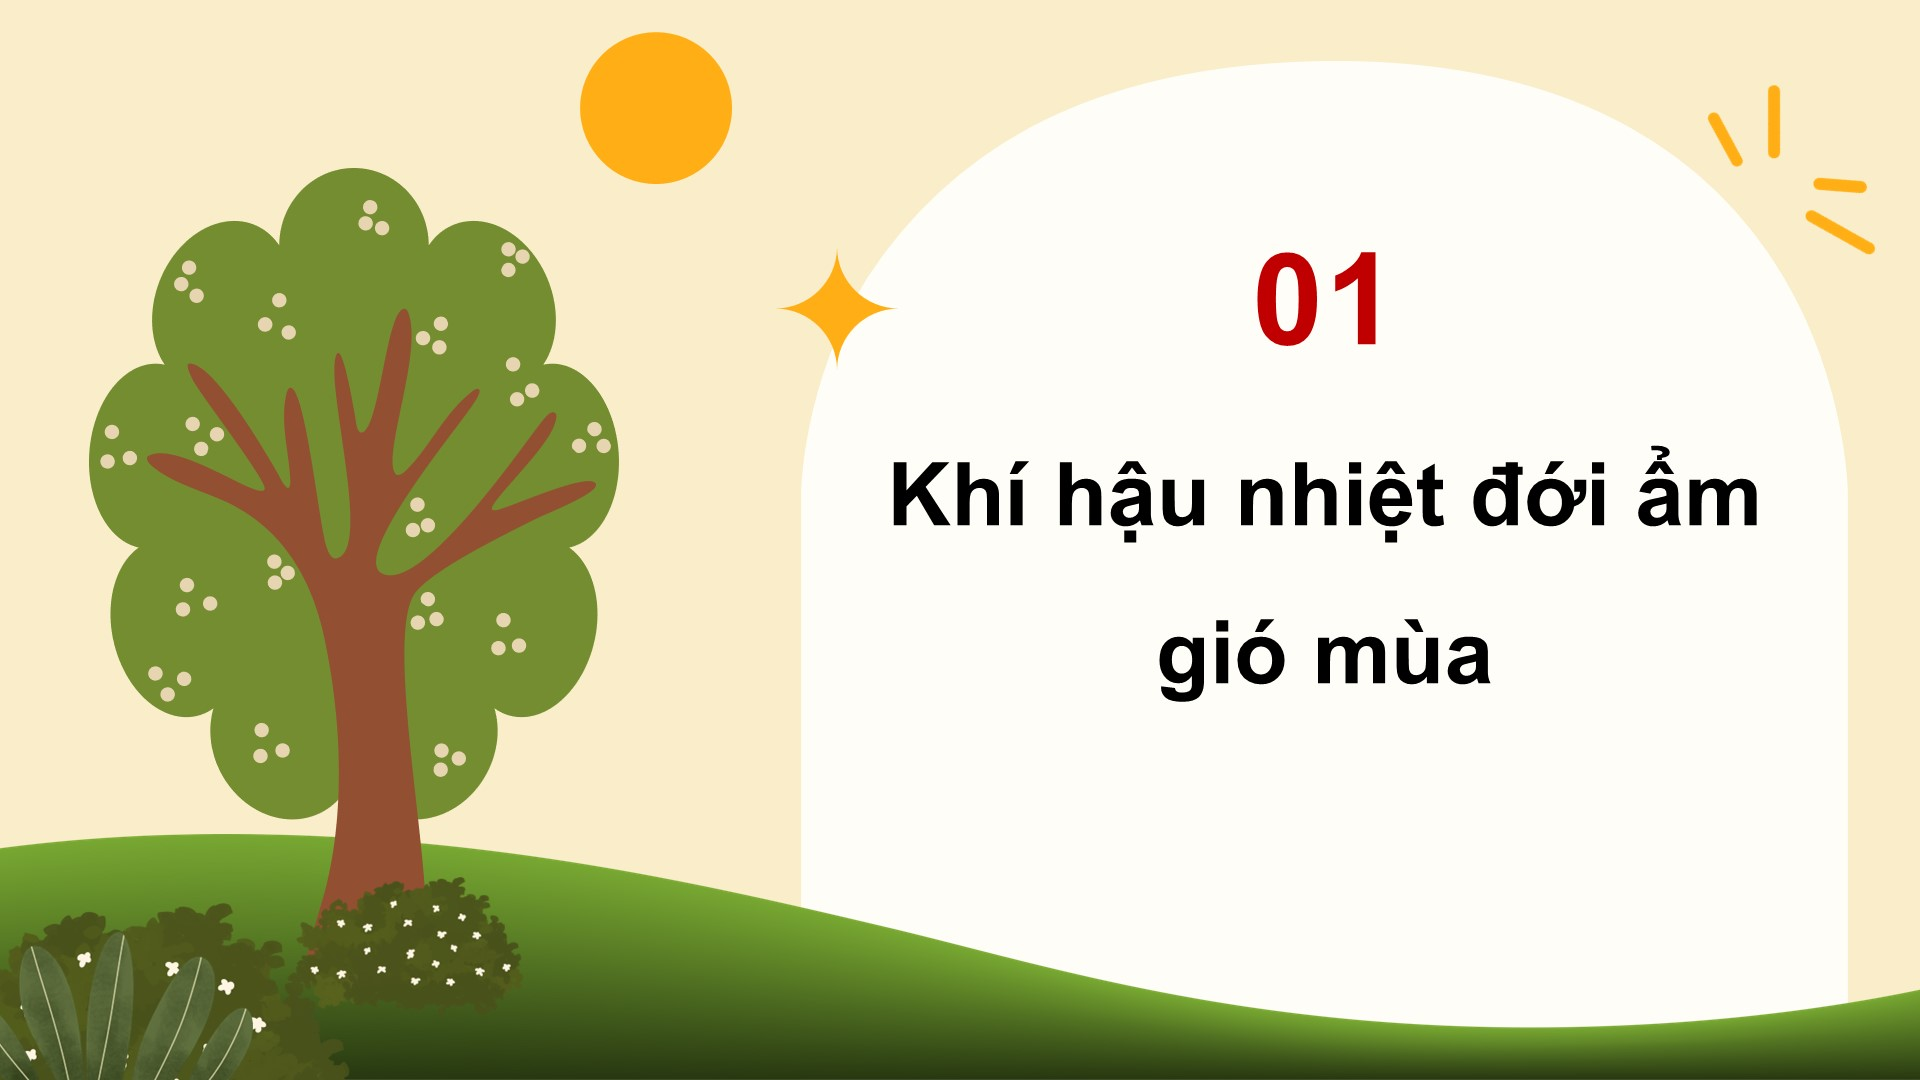 01
Khí hậu nhiệt đới ẩm
gió mùa